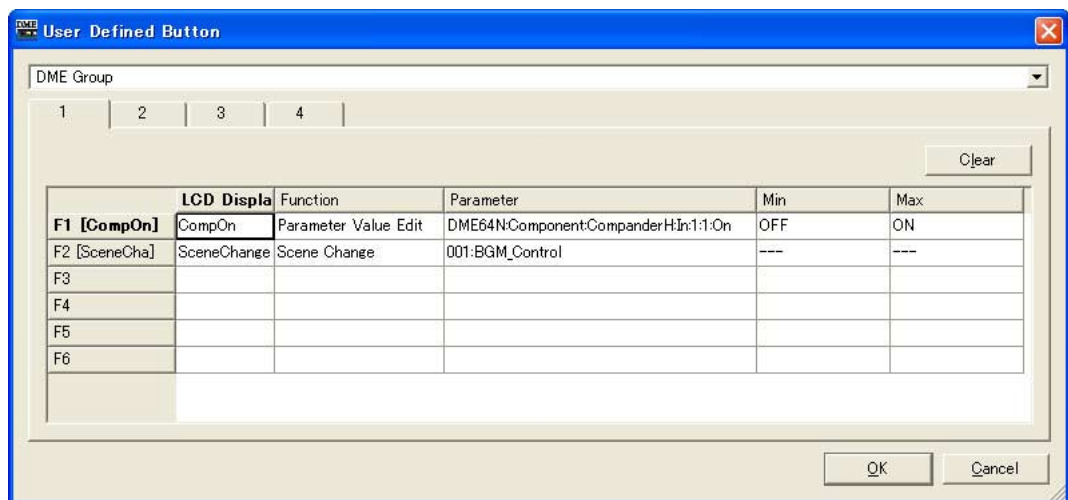 DME User Defined Button
DME Group
1 2 3 4
Clear
LCD Displa Function Parameter Min Max
F1 [CompOn] CompOn Parameter Value Edit DME64N:Component:CompanderH:In:1:1:On OFF ON
F2 [SceneCha] SceneChange Scene Change 001:BGM_Control --- ---
F3
F4
F5
F6
OK Cancel